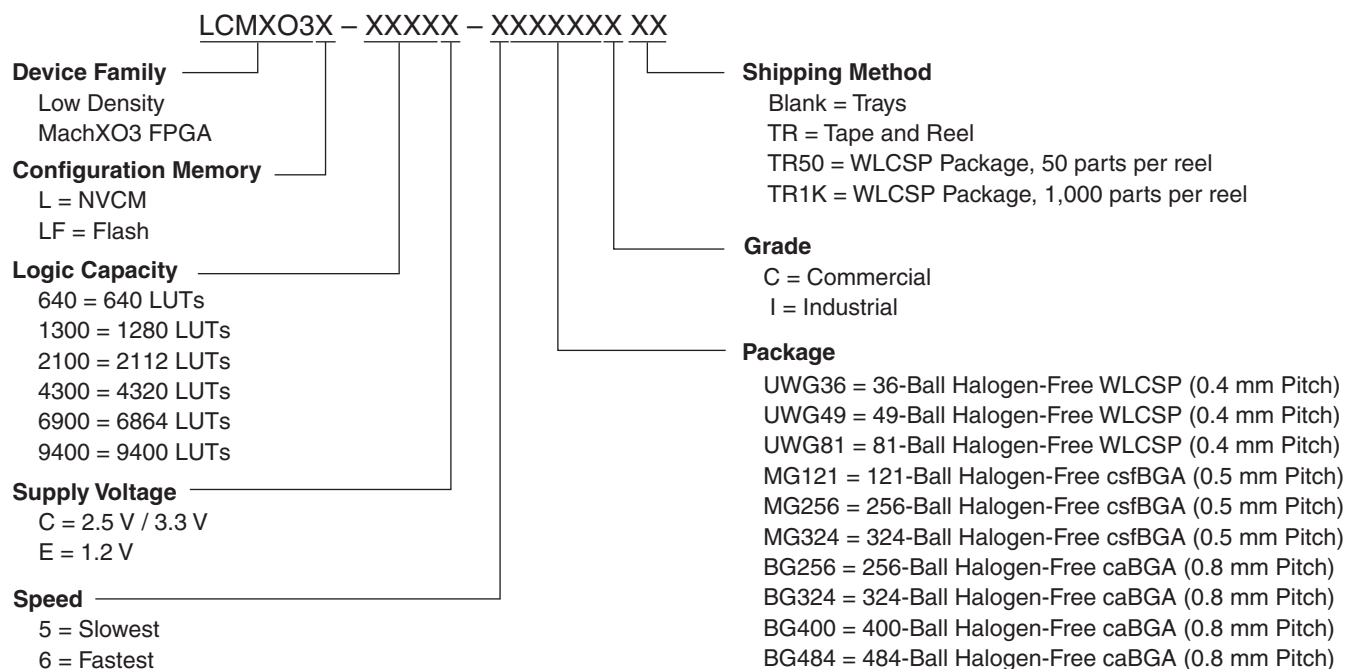 LCMXO3X – XXXXX – XXXXXXX XX
Device Family
Low Density
MachXO3 FPGA
Configuration Memory
L = NVCM
LF = Flash
Logic Capacity
640 = 640 LUTs
1300 = 1280 LUTs
2100 = 2112 LUTs
4300 = 4320 LUTs
6900 = 6864 LUTs
9400 = 9400 LUTs
Supply Voltage
C = 2.5 V / 3.3 V
E = 1.2 V
Speed
5 = Slowest
6 = Fastest
Shipping Method
Blank = Trays
TR = Tape and Reel
TR50 = WLCSP Package, 50 parts per reel
TR1K = WLCSP Package, 1,000 parts per reel
Grade
C = Commercial
I = Industrial
Package
UWG36 = 36-Ball Halogen-Free WLCSP (0.4 mm Pitch)
UWG49 = 49-Ball Halogen-Free WLCSP (0.4 mm Pitch)
UWG81 = 81-Ball Halogen-Free WLCSP (0.4 mm Pitch)
MG121 = 121-Ball Halogen-Free csfBGA (0.5 mm Pitch)
MG256 = 256-Ball Halogen-Free csfBGA (0.5 mm Pitch)
MG324 = 324-Ball Halogen-Free csfBGA (0.5 mm Pitch)
BG256 = 256-Ball Halogen-Free caBGA (0.8 mm Pitch)
BG324 = 324-Ball Halogen-Free caBGA (0.8 mm Pitch)
BG400 = 400-Ball Halogen-Free caBGA (0.8 mm Pitch)
BG484 = 484-Ball Halogen-Free caBGA (0.8 mm Pitch)